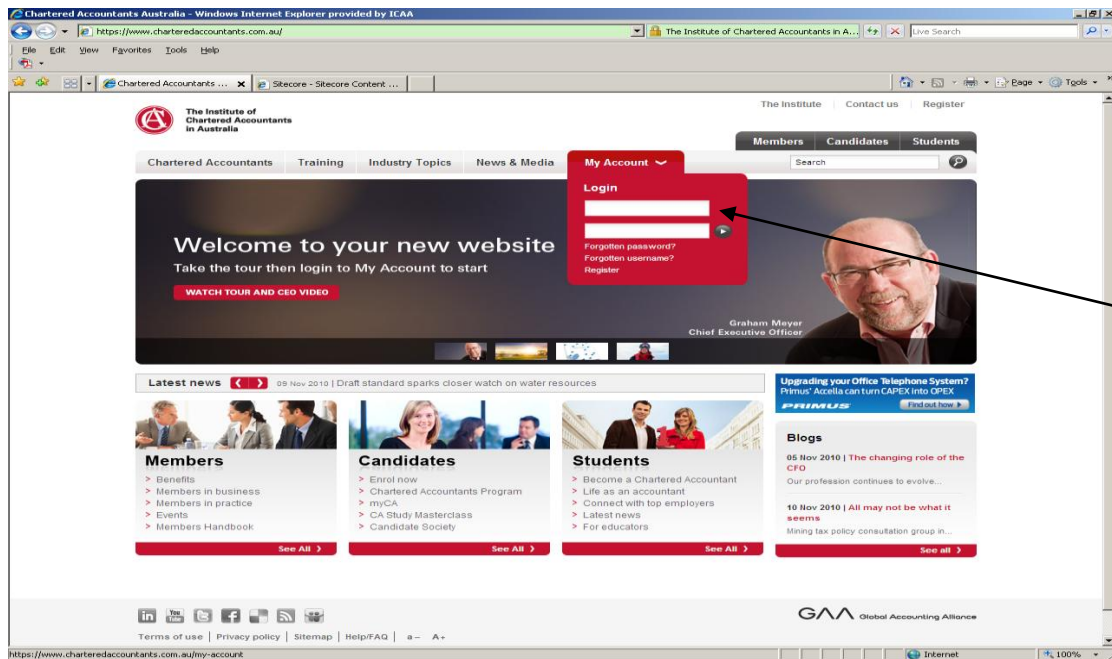 Chartered Accountants Australia - Windows Internet Explorer provided by ICAA
https://www.charteredaccountants.com.au/
The Institute of Chartered Accountants in A...
Live Search
File Edit View Favorites Tools Help
Chartered Accountants ...
Sitecore - Sitecore Content ...
Page
Tools
The Institute of
Chartered Accountants
in Australia
The Institute
Contact us
Register
Members
Candidates
Students
Chartered Accountants
Training
Industry Topics
News & Media
My Account
Search
Login
Forgotten password?
Forgotten username?
Register
Welcome to your new website
Take the tour then login to My Account to start
WATCH TOUR AND CEO VIDEO
Graham Meyer
Chief Executive Officer
Latest news
09 Nov 2010 | Draft standard sparks closer watch on water resources
Upgrading your Office Telephone System?
Primus' Accella can turn CAPEX into OPEX
PRIMUS
Find out how
Members
> Benefits
> Members in business
> Members in practice
> Events
> Members Handbook
See All >
Candidates
> Enrol now
> Chartered Accountants Program
> myCA
> CA Study Masterclass
> Candidate Society
See All >
Students
> Become a Chartered Accountant
> Life as an accountant
> Connect with top employers
> Latest news
> For educators
See All >
Blogs
05 Nov 2010 | The changing role of the
CFO
Our profession continues to evolve...
10 Nov 2010 | All may not be what it
seems
Mining tax policy consultation group in...
See all >
in You Tube f
GAA Global Accounting Alliance
Terms of use | Privacy policy | Sitemap | Help/FAQ | a- A+
https://www.charteredaccountants.com.au/my-account
Internet
100%